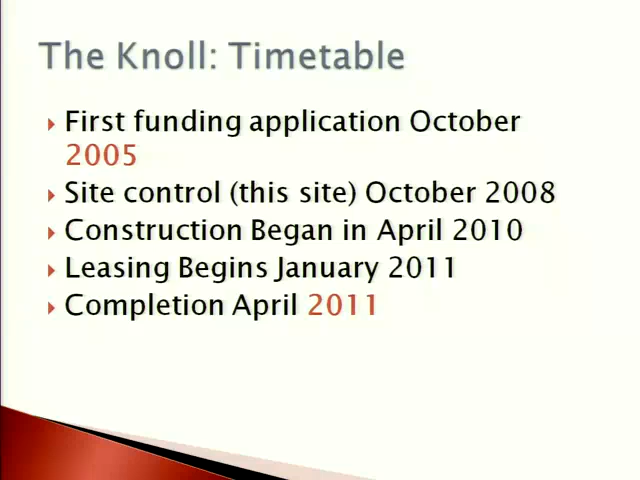 The Knoll: Timetable
First funding application October
2005
Site control (this site) October 2008
Construction Began in April 2010
Leasing Begins January 2011
Completion April 2011